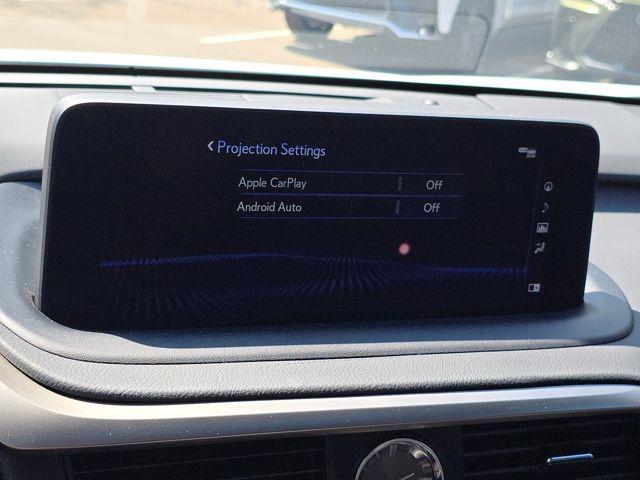 Projection Settings
Apple CarPlay Off
Android Auto Off